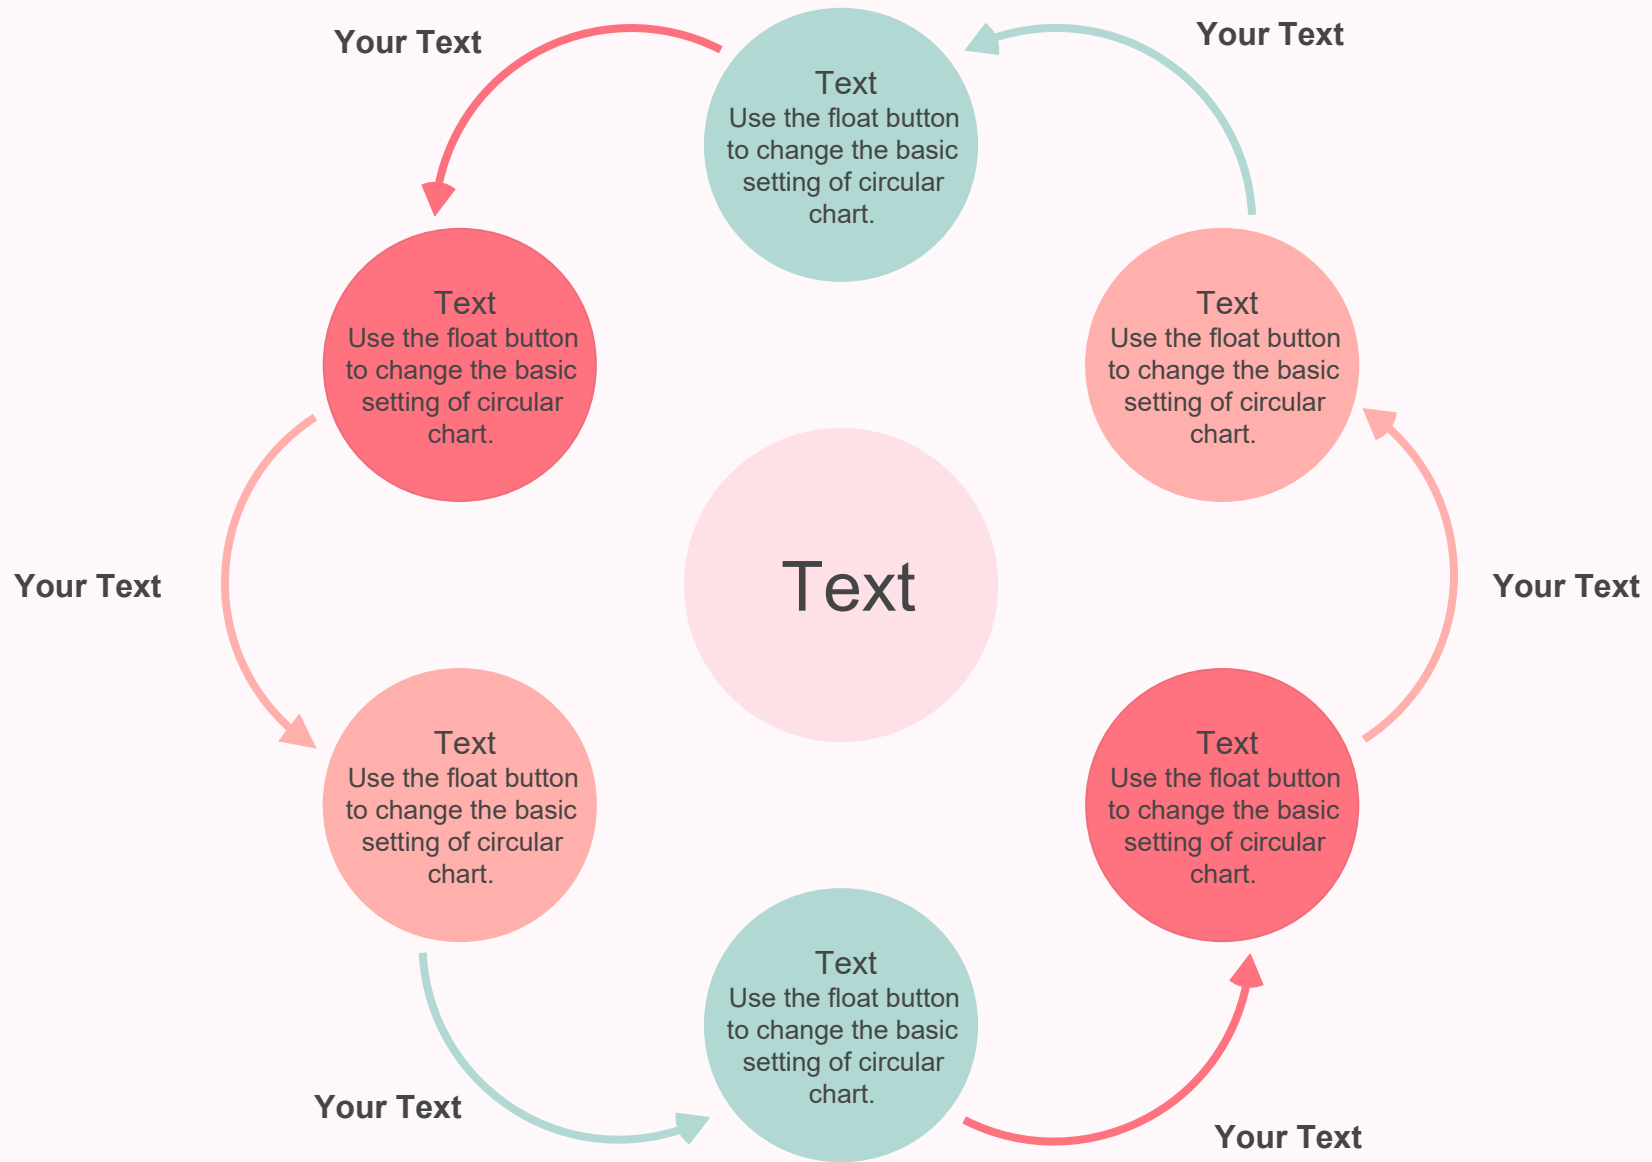 Your Text
Your Text
Text
Use the float button
to change the basic
setting of circular
chart.
Text
Use the float button
to change the basic
setting of circular
chart.
Text
Use the float button
to change the basic
setting of circular
chart.
Your Text
Text
Your Text
Text
Use the float button
to change the basic
setting of circular
chart.
Text
Use the float button
to change the basic
setting of circular
chart.
Text
Use the float button
to change the basic
setting of circular
chart.
Your Text
Your Text